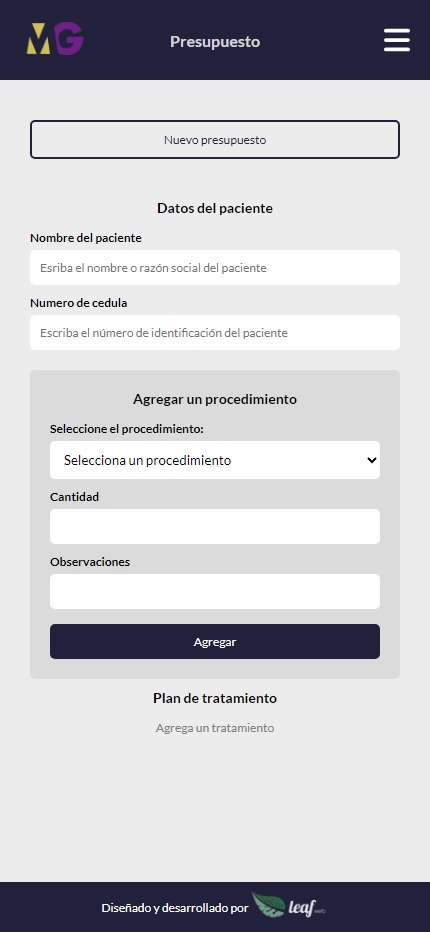 MG
Presupuesto
Nuevo presupuesto
Datos del paciente
Nombre del paciente
Esriba el nombre o razón social del paciente
Numero de cedula
Escriba el número de identificación del paciente
Agregar un procedimiento
Seleccione el procedimiento:
Selecciona un procedimiento
Cantidad
Observaciones
Agregar
Plan de tratamiento
Agrega un tratamiento
Diseñado y desarrollado por leaf web